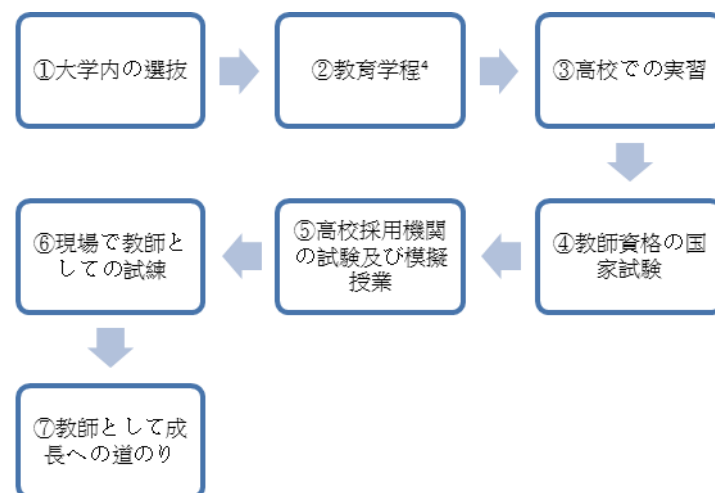 ①大学内の選抜
②教育学程⁴
③高校での実習
④教師資格の国
家試験
⑤高校採用機関
の試験及び模擬
授業
⑥現場で教師と
しての試練
⑦教師として成
長への道のり